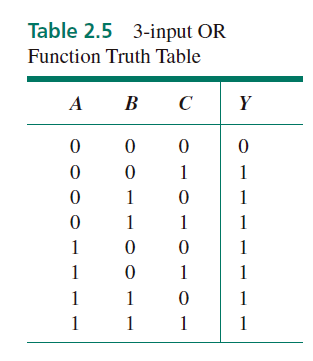 Table 2.5 3-input OR
Function Truth Table
A B C Y
0 0 0 0
0 0 1 1
0 1 0 1
0 1 1 1
1 0 0 1
1 0 1 1
1 1 0 1
1 1 1 1